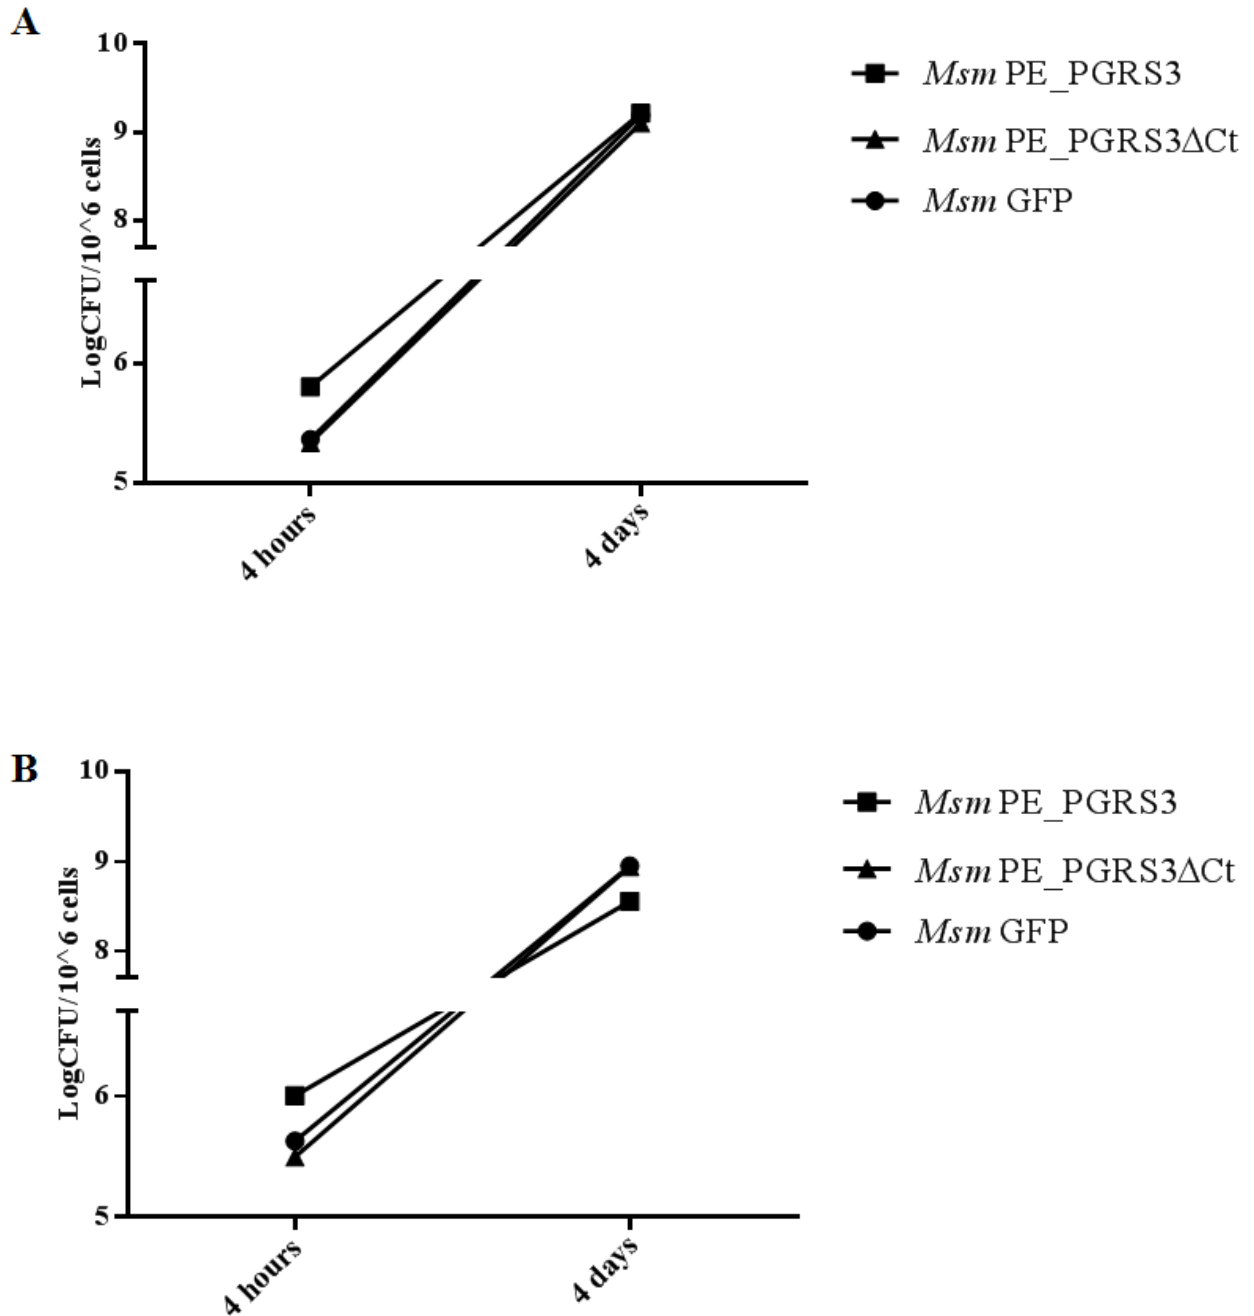 A
10
9
8
6
5
LogCFU/10^6 cells
4 hours
4 days
Msm PE_PGRS3
Msm PE_PGRS3ΔCt
Msm GFP
B
10
9
8
6
5
LogCFU/10^6 cells
4 hours
4 days
Msm PE_PGRS3
Msm PE_PGRS3ΔCt
Msm GFP